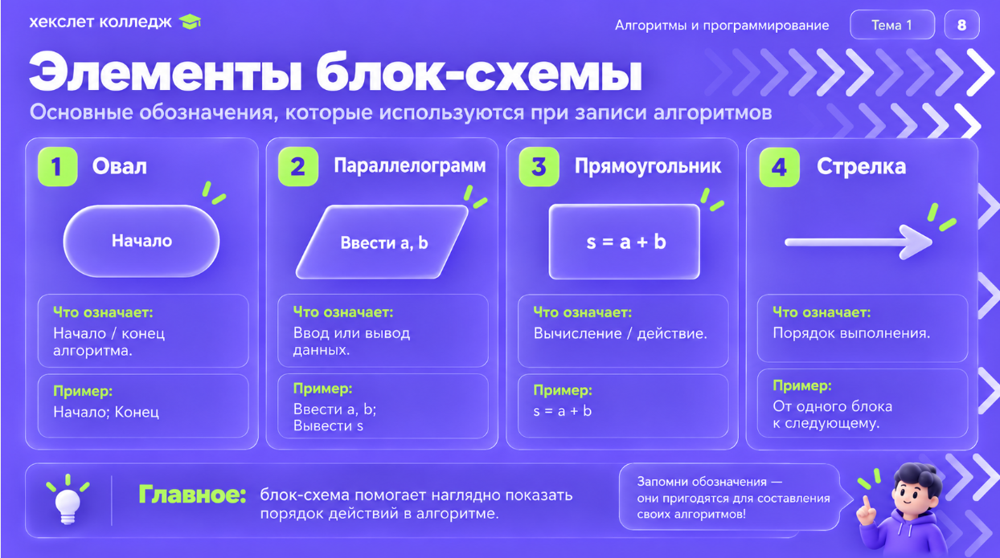 хекслет колледж
Алгоритмы и программирование
Тема 1
8
Элементы блок-схемы
Основные обозначения, которые используются при записи алгоритмов
1 Овал
Начало
Что означает:
Начало / конец
алгоритма.
Пример:
Начало; Конец
2 Параллелограмм
Ввести a, b
Что означает:
Ввод или вывод
данных.
Пример:
Ввести a, b;
Вывести s
3 Прямоугольник
s = a + b
Что означает:
Вычисление / действие.
Пример:
s = a + b
4 Стрелка
Что означает:
Порядок выполнения.
Пример:
От одного блока
к следующему.
Главное: блок-схема помогает наглядно показать
порядок действий в алгоритме.
Запомни обозначения —
они пригодятся для составления
своих алгоритмов!